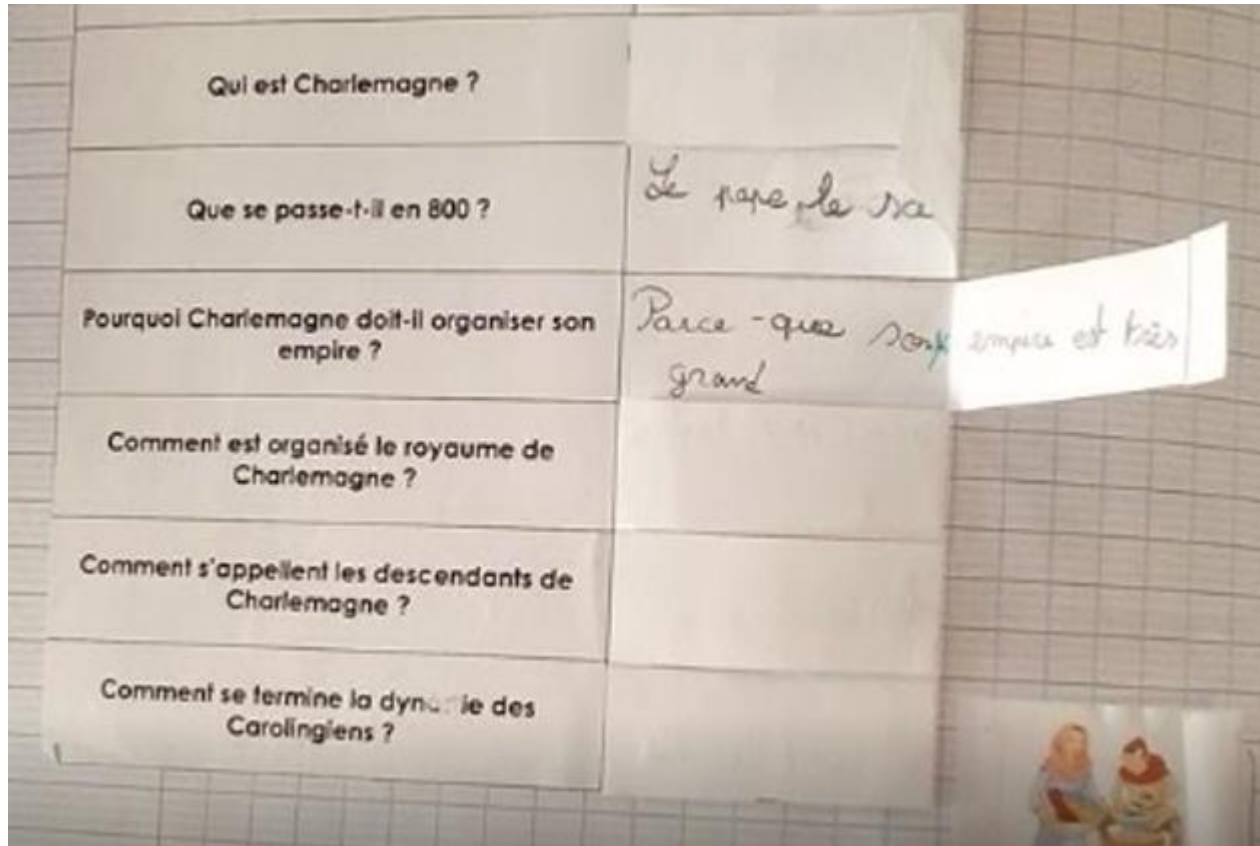 Qui est Charlemagne ?
Que se passe-t-il en 800 ?
Le pape le sa
Pourquoi Charlemagne doit-il organiser son
empire ?
Parce-que son empire est très
grand
Comment est organisé le royaume de
Charlemagne ?
Comment s'appellent les descendants de
Charlemagne ?
Comment se termine la dynastie des
Carolingiens ?